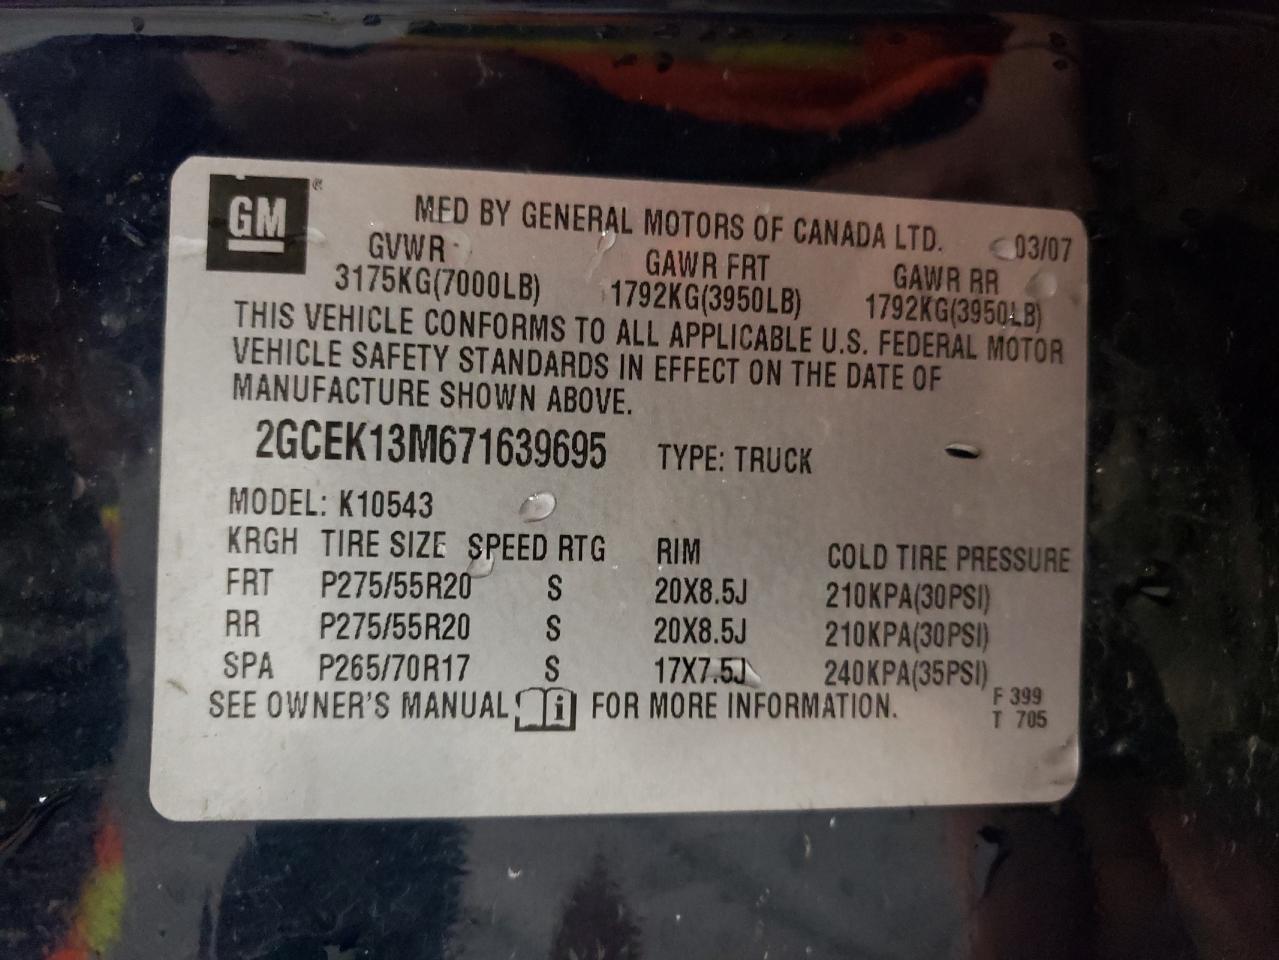 GM ®
MFD BY GENERAL MOTORS OF CANADA LTD. 03/07
GVWR GAWR FRT GAWR RR
3175KG(7000LB) 1792KG(3950LB) 1792KG(3950LB)
THIS VEHICLE CONFORMS TO ALL APPLICABLE U.S. FEDERAL MOTOR
VEHICLE SAFETY STANDARDS IN EFFECT ON THE DATE OF
MANUFACTURE SHOWN ABOVE.
2GCEK13M671639695 TYPE: TRUCK
MODEL: K10543
KRGH TIRE SIZE SPEED RTG RIM COLD TIRE PRESSURE
FRT P275/55R20 S 20X8.5J 210KPA(30PSI)
RR P275/55R20 S 20X8.5J 210KPA(30PSI)
SPA P265/70R17 S 17X7.5J 240KPA(35PSI)
SEE OWNER'S MANUAL i FOR MORE INFORMATION.
F 399
T 705